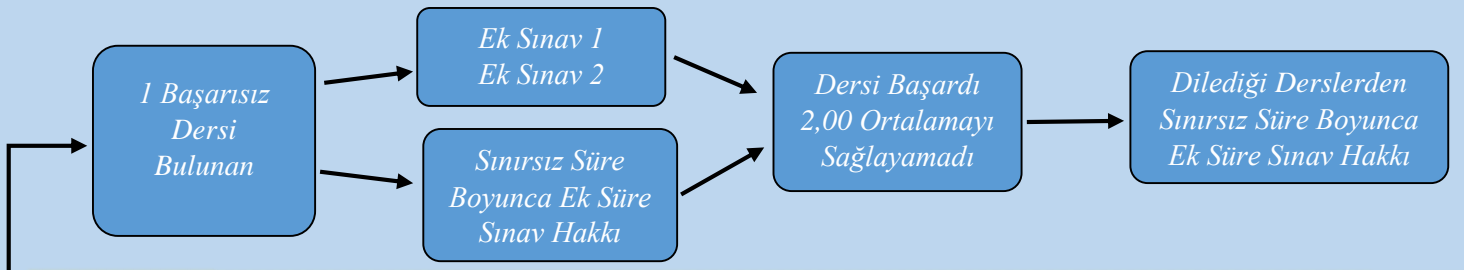 1 Başarısız
Dersi
Bulunan
Ek Sınav 1
Ek Sınav 2
Sınırsız Süre
Boyunca Ek Süre
Sınav Hakkı
Dersi Başardı
2,00 Ortalamayı
Sağlayamadı
Dilediği Derslerden
Sınırsız Süre Boyunca
Ek Süre Sınav Hakkı